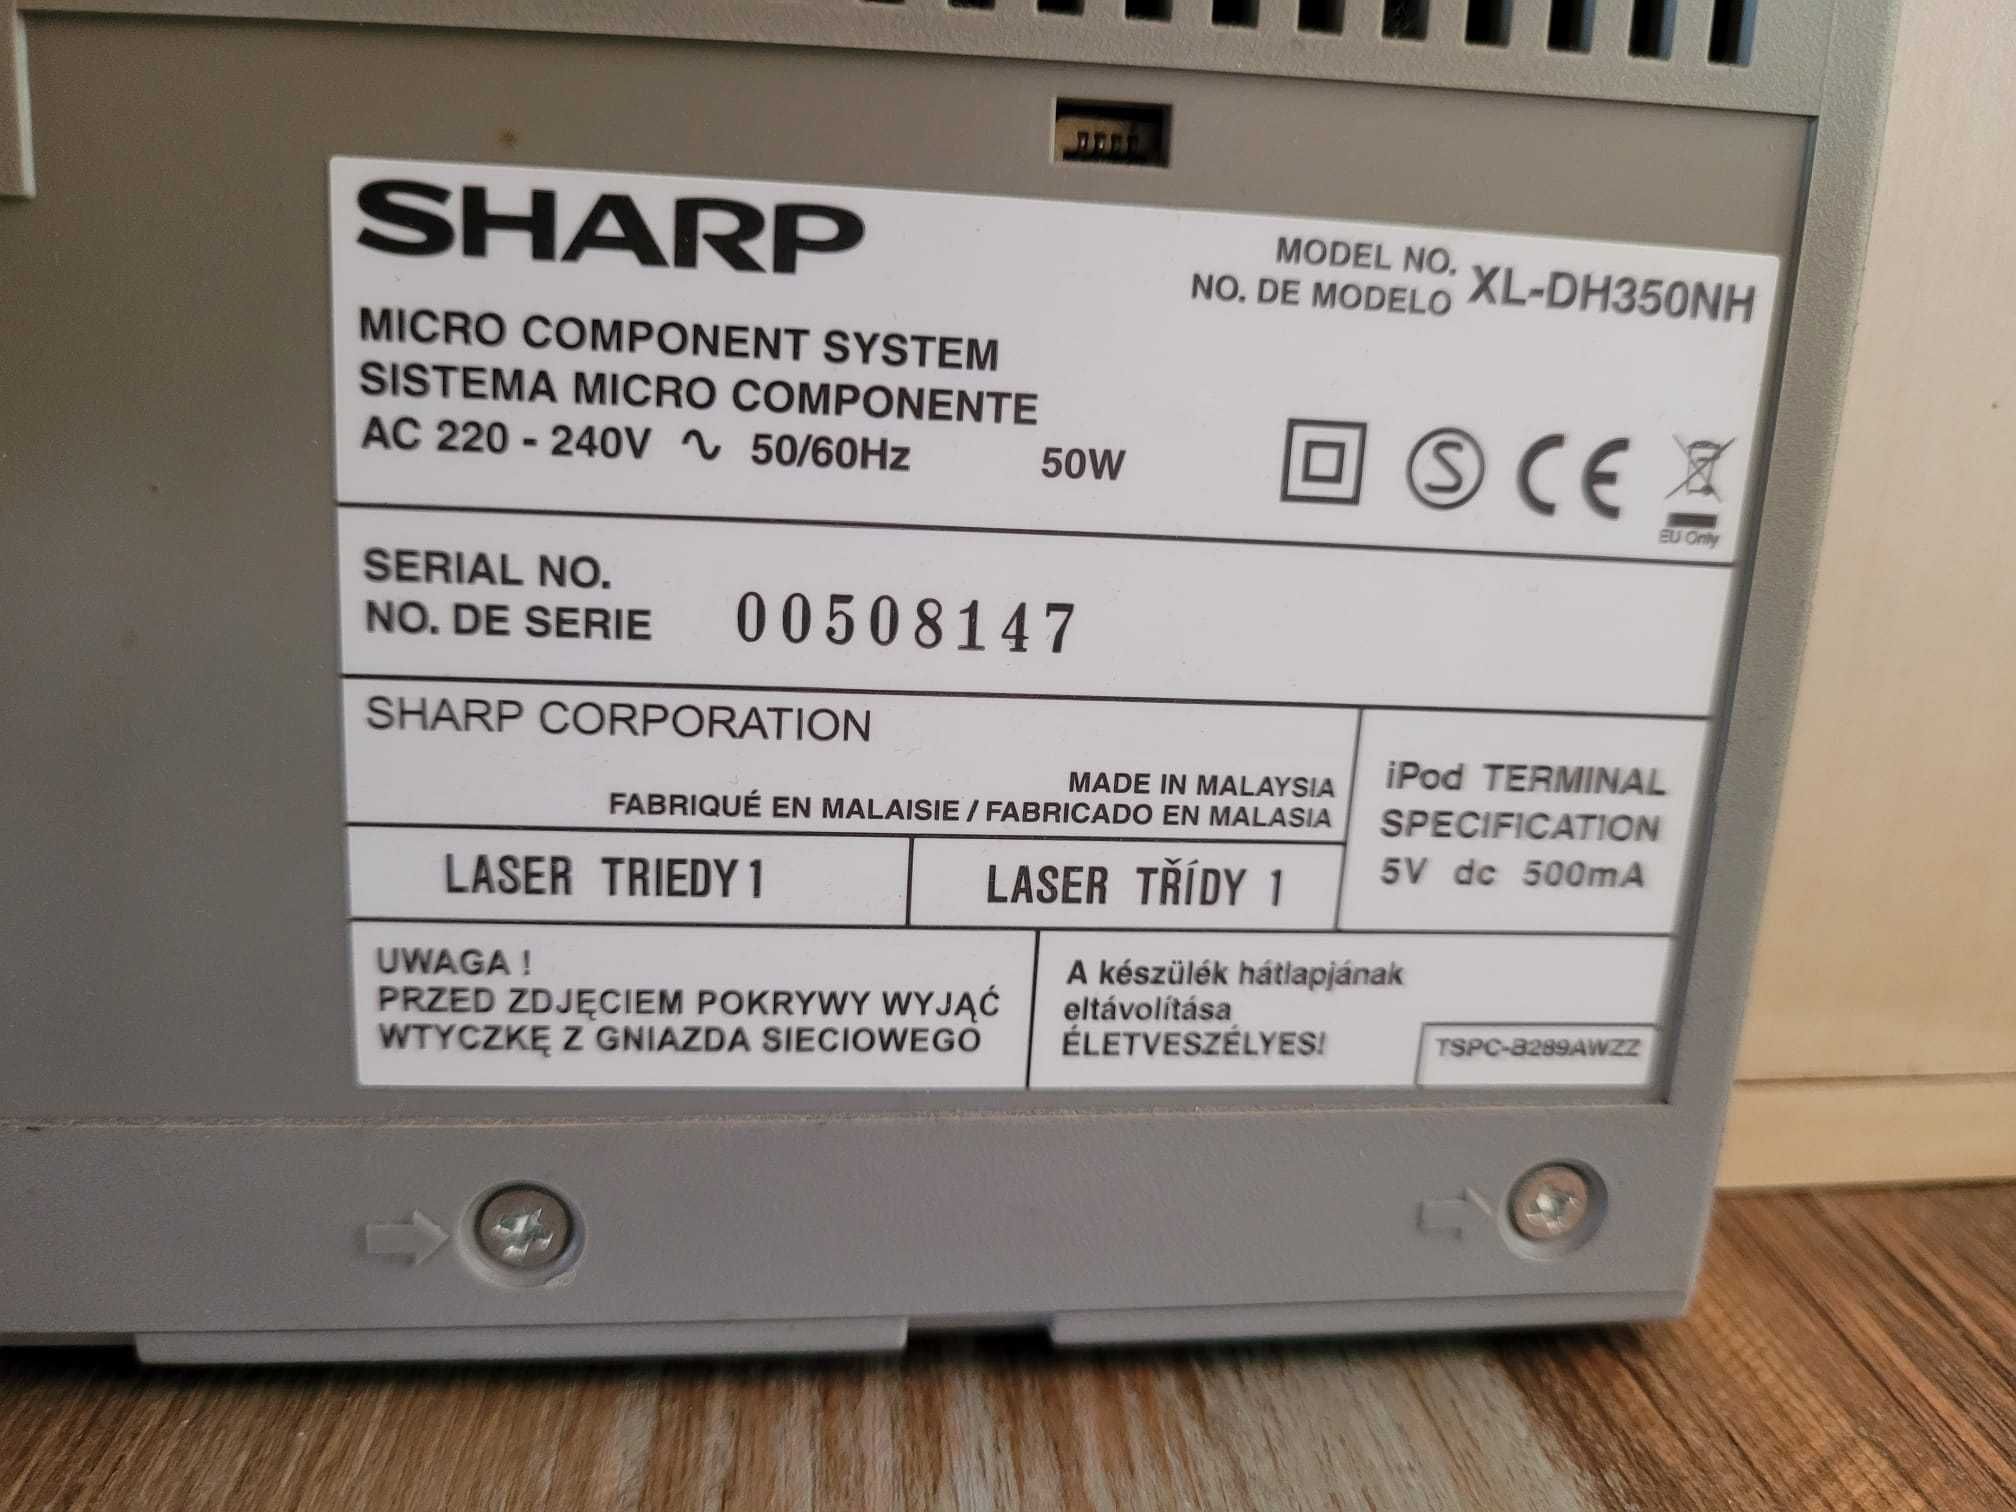 SHARP
MODEL NO.
NO. DE MODELO
XL-DH350NH
MICRO COMPONENT SYSTEM
SISTEMA MICRO COMPONENTE
AC 220 - 240V ∿ 50/60Hz 50W
S
CE
EU Only
SERIAL NO.
NO. DE SERIE
00508147
SHARP CORPORATION
MADE IN MALAYSIA
FABRIQUÉ EN MALAISIE / FABRICADO EN MALASIA
iPod TERMINAL
SPECIFICATION
5V dc 500mA
LASER TRIEDY 1
LASER TŘÍDY 1
UWAGA !
PRZED ZDJĘCIEM POKRYWY WYJĄĆ
WTYCZKĘ Z GNIAZDA SIECIOWEGO
A készülék hátlapjának
eltávolítása
ÉLETVESZÉLYES!
TSPC-B289AWZZ